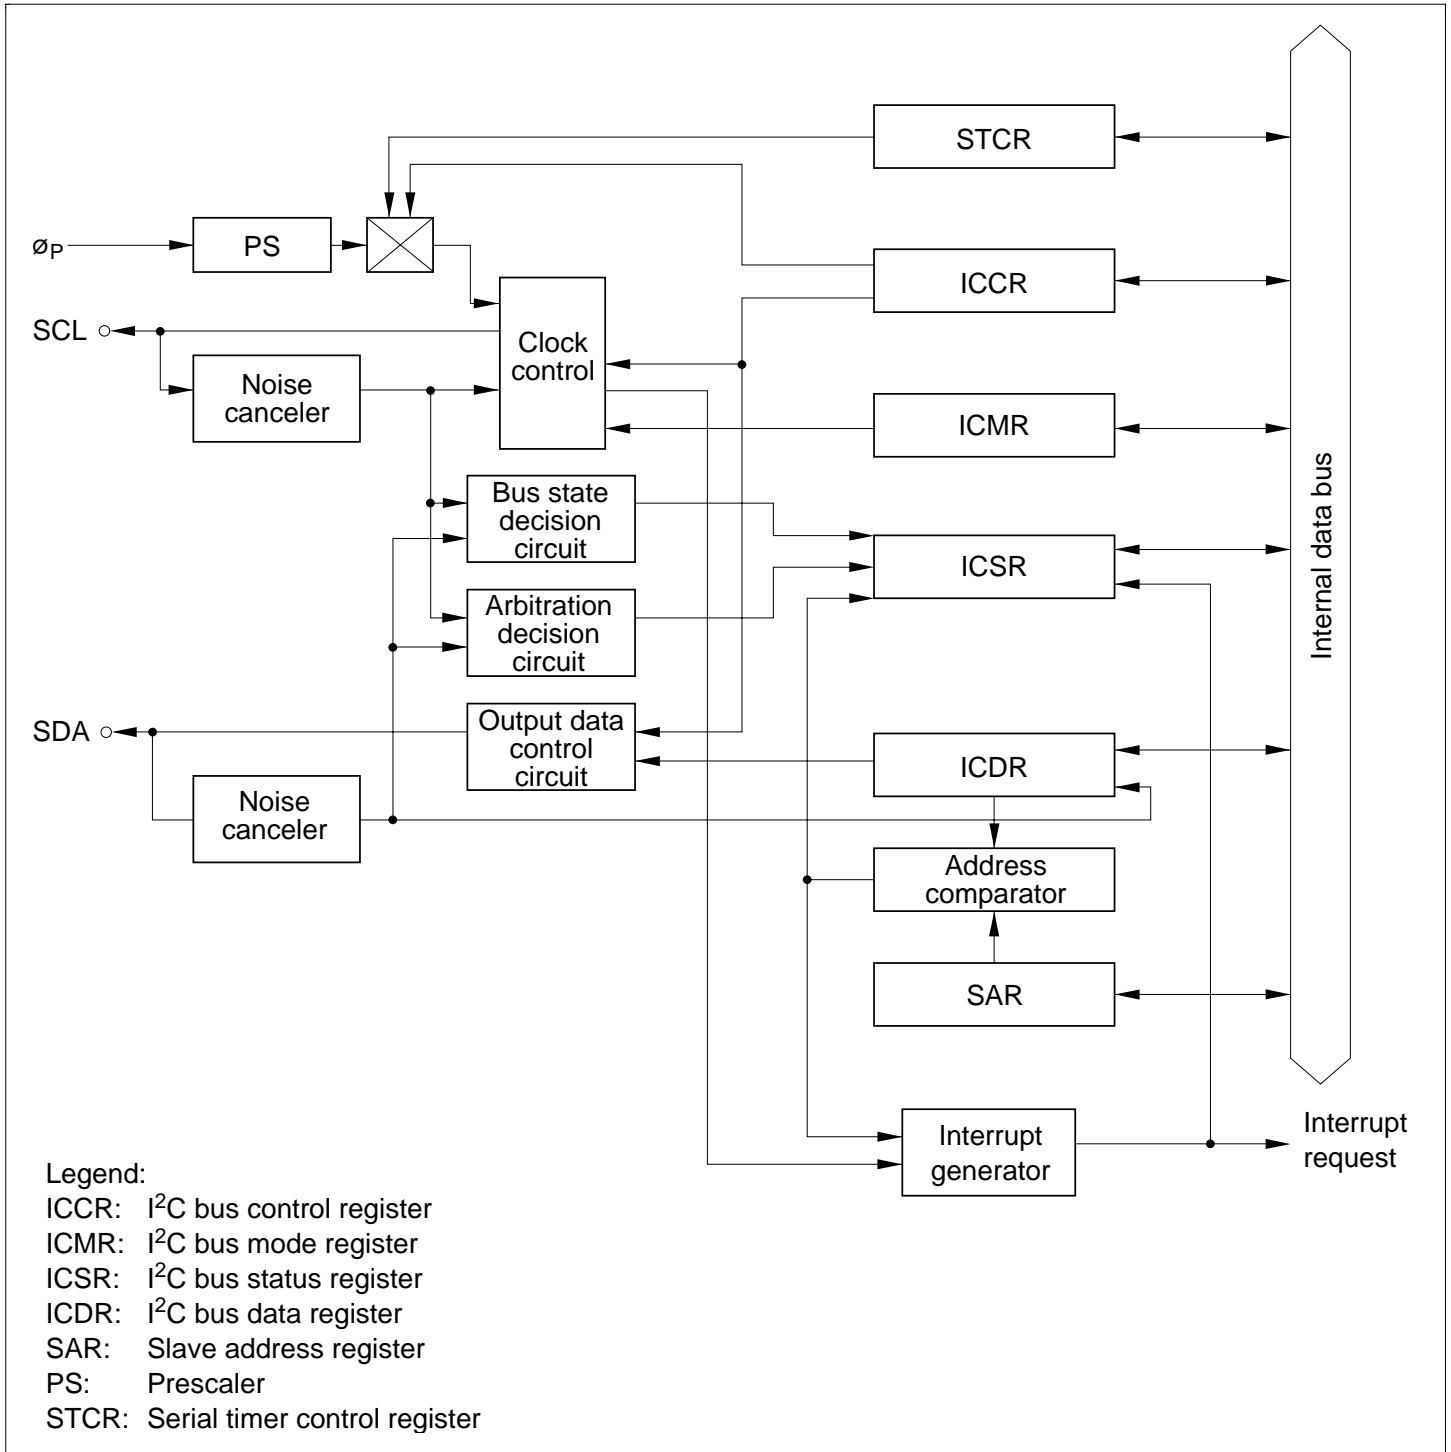 STCR
øP
PS
ICCR
SCL
Clock
control
Noise
canceler
ICMR
Bus state
decision
circuit
ICSR
Internal data bus
Arbitration
decision
circuit
SDA
Output data
control
circuit
ICDR
Noise
canceler
Address
comparator
SAR
Interrupt
generator
Interrupt
request
Legend:
ICCR: I²C bus control register
ICMR: I²C bus mode register
ICSR: I²C bus status register
ICDR: I²C bus data register
SAR: Slave address register
PS: Prescaler
STCR: Serial timer control register